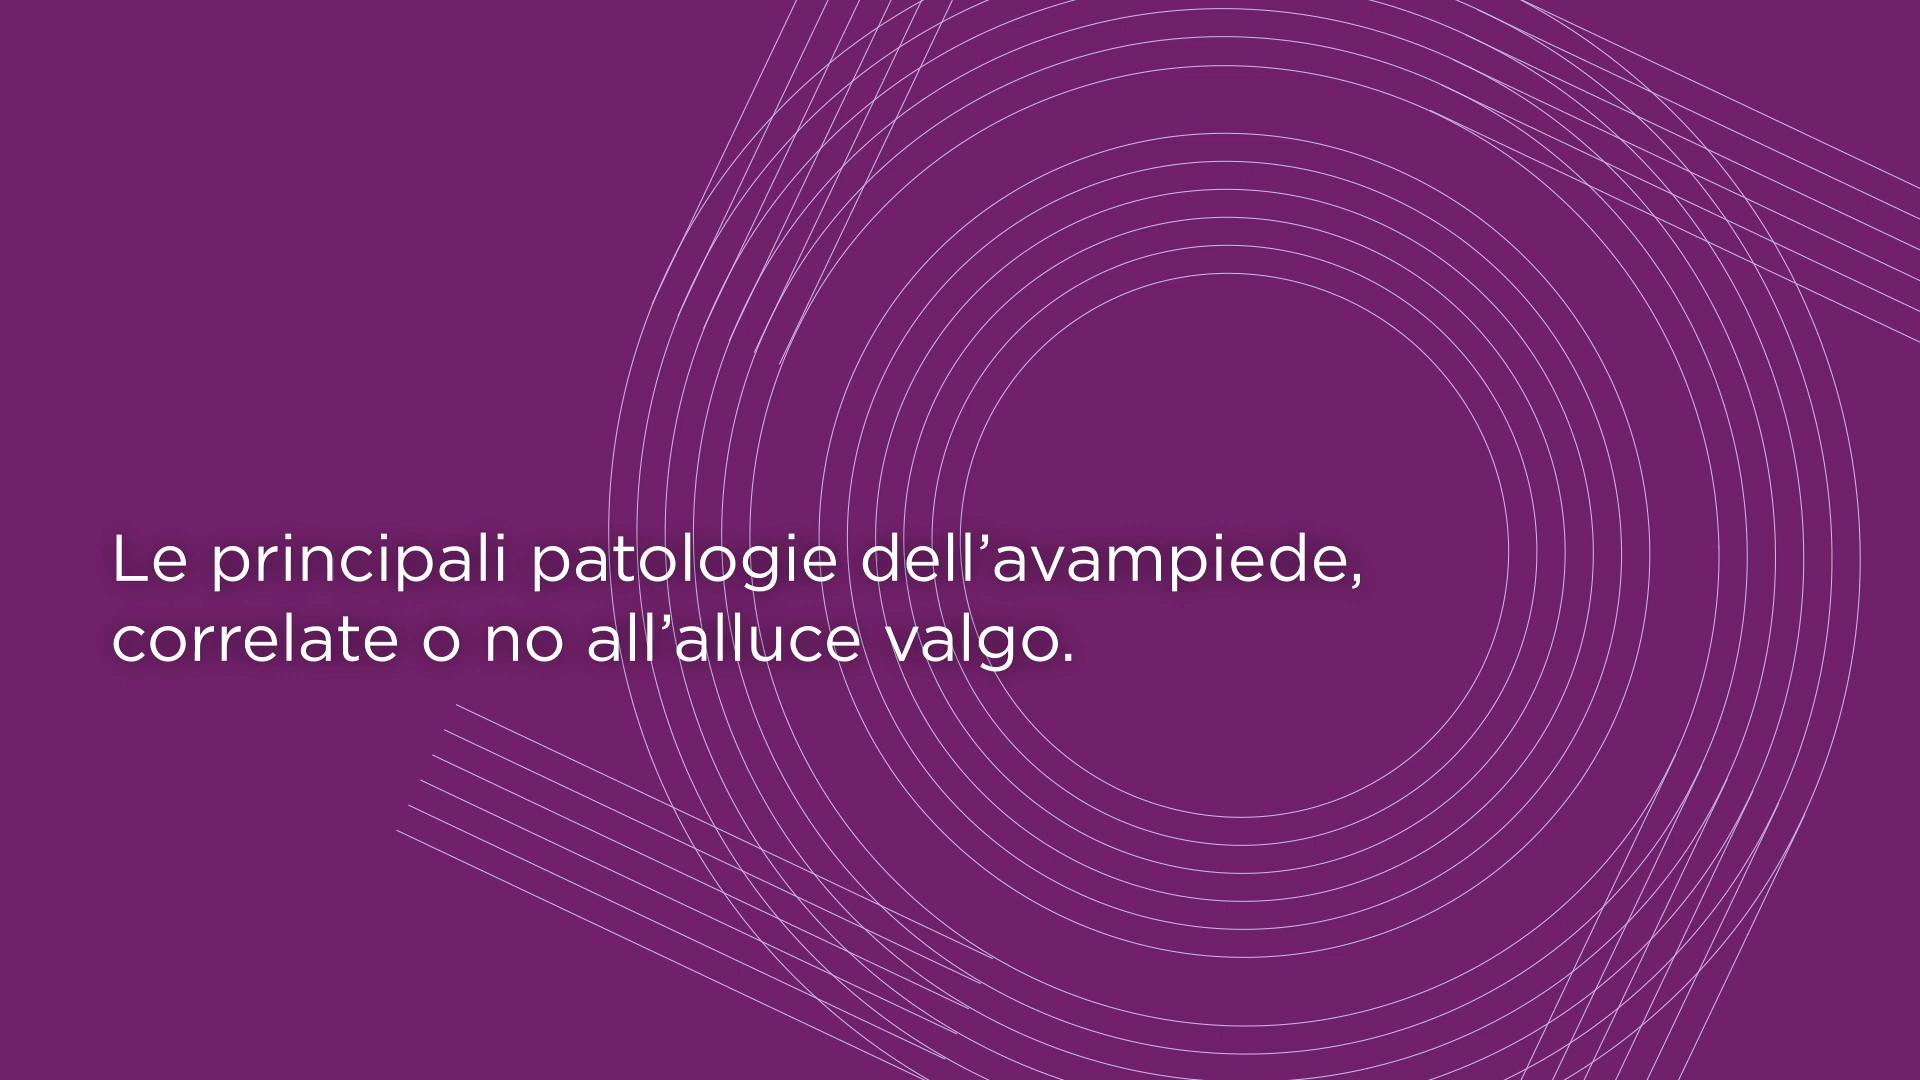 Le principali patologie dell’avampiede,
correlate o no all’alluce valgo.